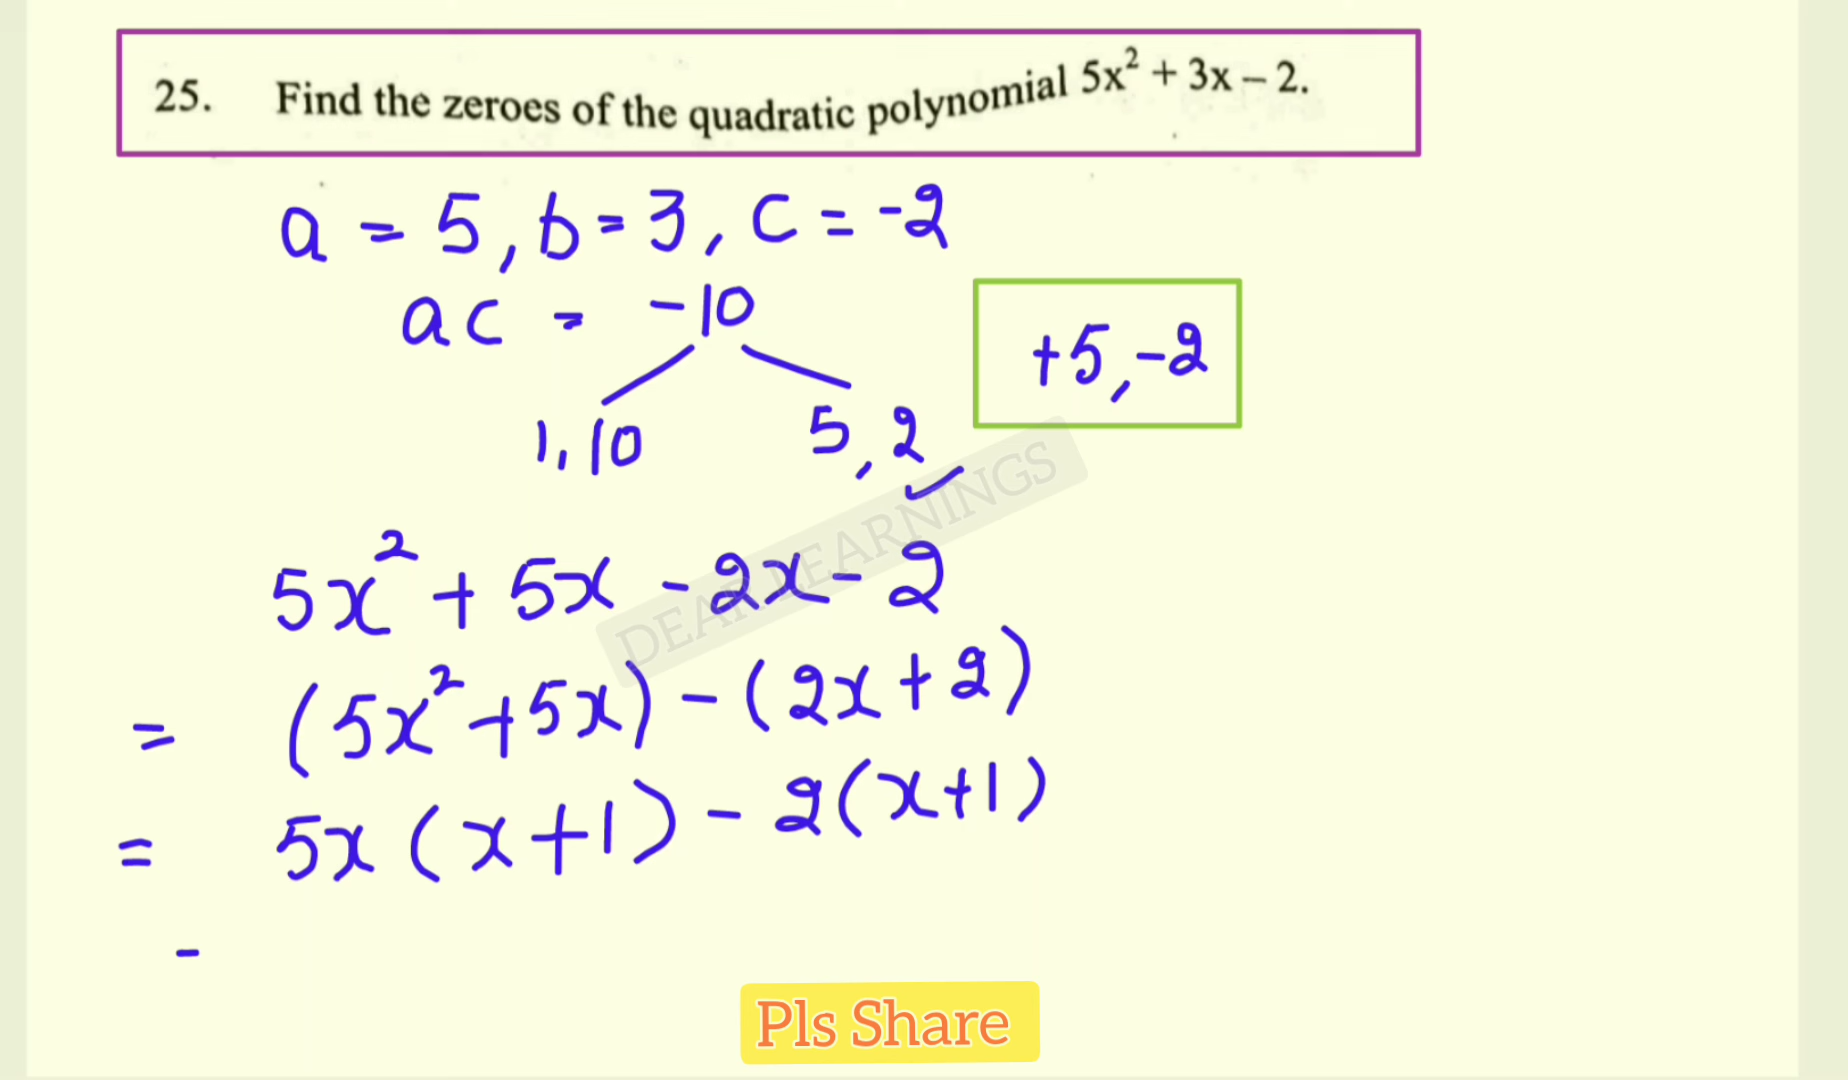 25. Find the zeroes of the quadratic polynomial 5x² + 3x – 2.
a = 5, b = 3, c = -2
ac = -10
+5, -2
1, 10 5, 2 ✓
5x² + 5x - 2x - 2
DEAR LEARNINGS
= (5x² + 5x) - (2x + 2)
= 5x (x + 1) - 2(x+1)
-
Pls Share